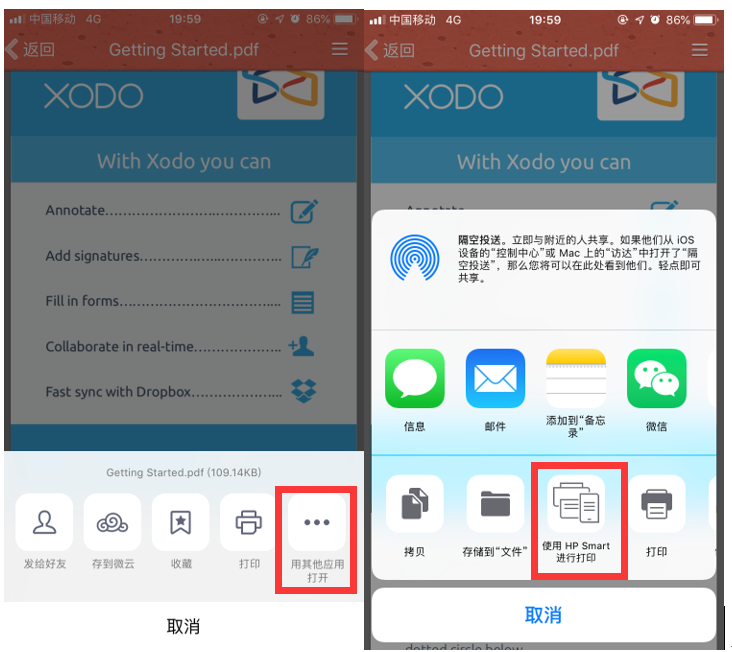 中国移动 4G 19:59 86%
返回 Getting Started.pdf
XODO
With Xodo you can
Annotate...............................................
Add signatures......................................
Fill in forms...........................................
Collaborate in real-time.......................
Fast sync with Dropbox........................
Getting Started.pdf (109.14KB)
发给好友 存到微云 收藏 打印 用其他应用
打开
取消
中国移动 4G 19:59 86%
返回 Getting Started.pdf
XODO
With Xodo you can
隔空投送。立即与附近的人共享。如果他们从 iOS
设备的“控制中心”或 Mac 上的“访达”中打开了“隔
空投送”，那么您将可以在此处看到他们。轻点即可
共享。
信息 邮件 添加到“备忘
录” 微信
拷贝 存储到“文件” 使用 HP Smart
进行打印 打印
取消
dotted circle below